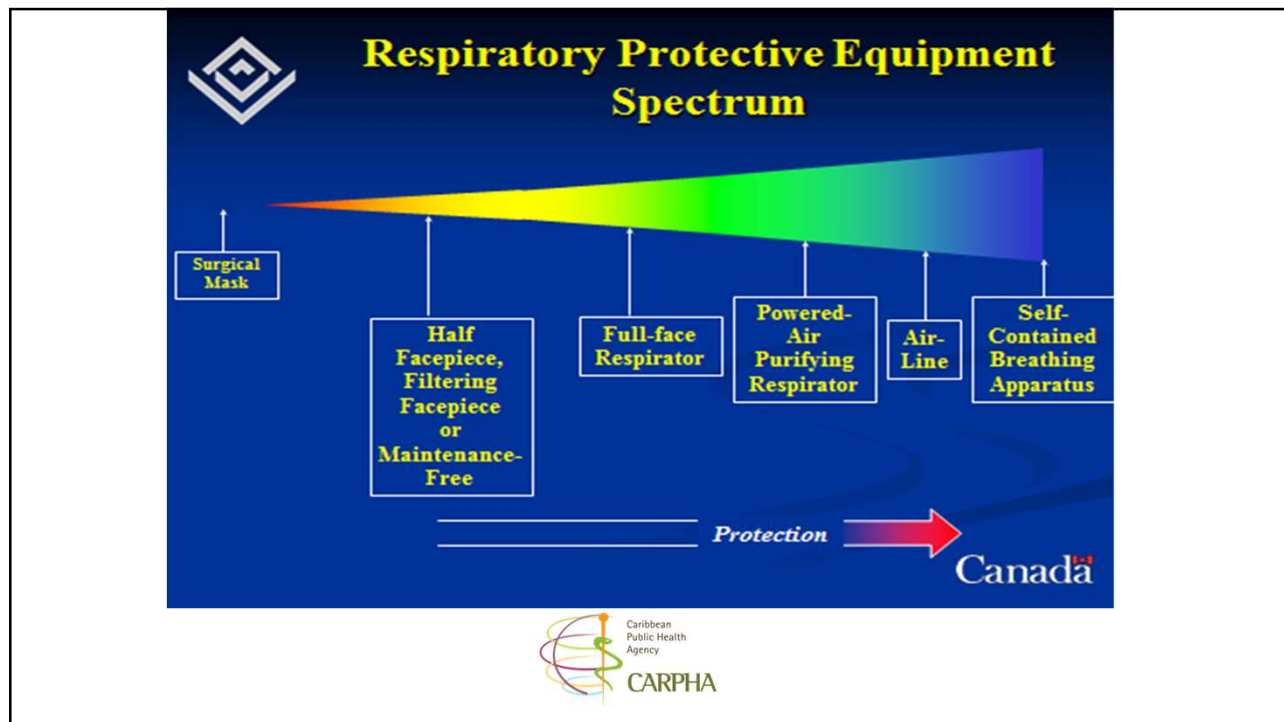 Respiratory Protective Equipment
Spectrum
Surgical
Mask
Half
Facepiece,
Filtering
Facepiece
or
Maintenance-
Free
Full-face
Respirator
Powered-
Air
Purifying
Respirator
Air-
Line
Self-
Contained
Breathing
Apparatus
Protection
Canada
Caribbean
Public Health
Agency
CARPHA